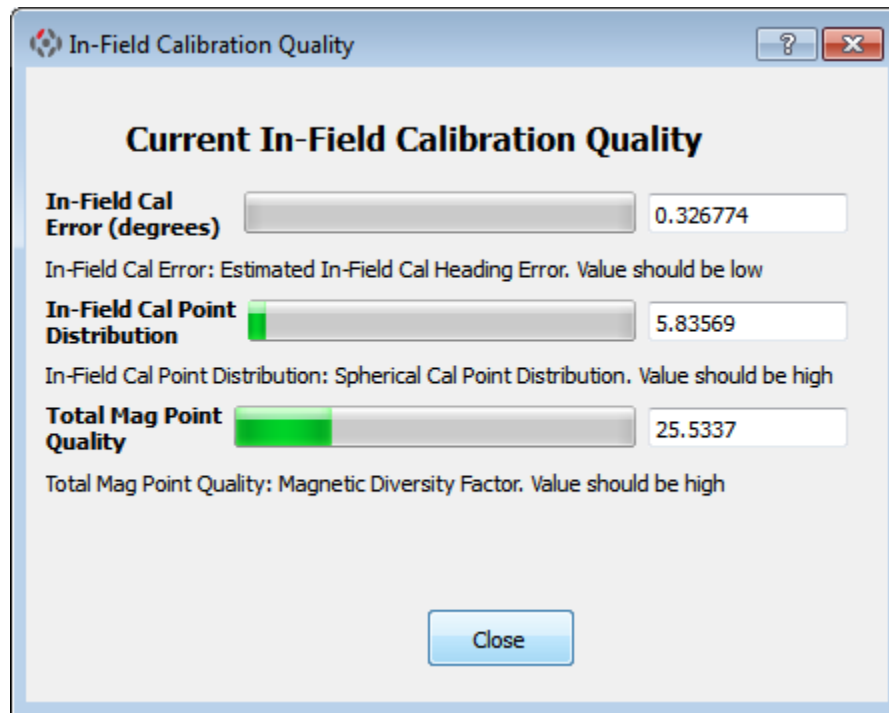 In-Field Calibration Quality
?
Current In-Field Calibration Quality
In-Field Cal
Error (degrees)
0.326774
In-Field Cal Error: Estimated In-Field Cal Heading Error. Value should be low
In-Field Cal Point
Distribution
5.83569
In-Field Cal Point Distribution: Spherical Cal Point Distribution. Value should be high
Total Mag Point
Quality
25.5337
Total Mag Point Quality: Magnetic Diversity Factor. Value should be high
Close